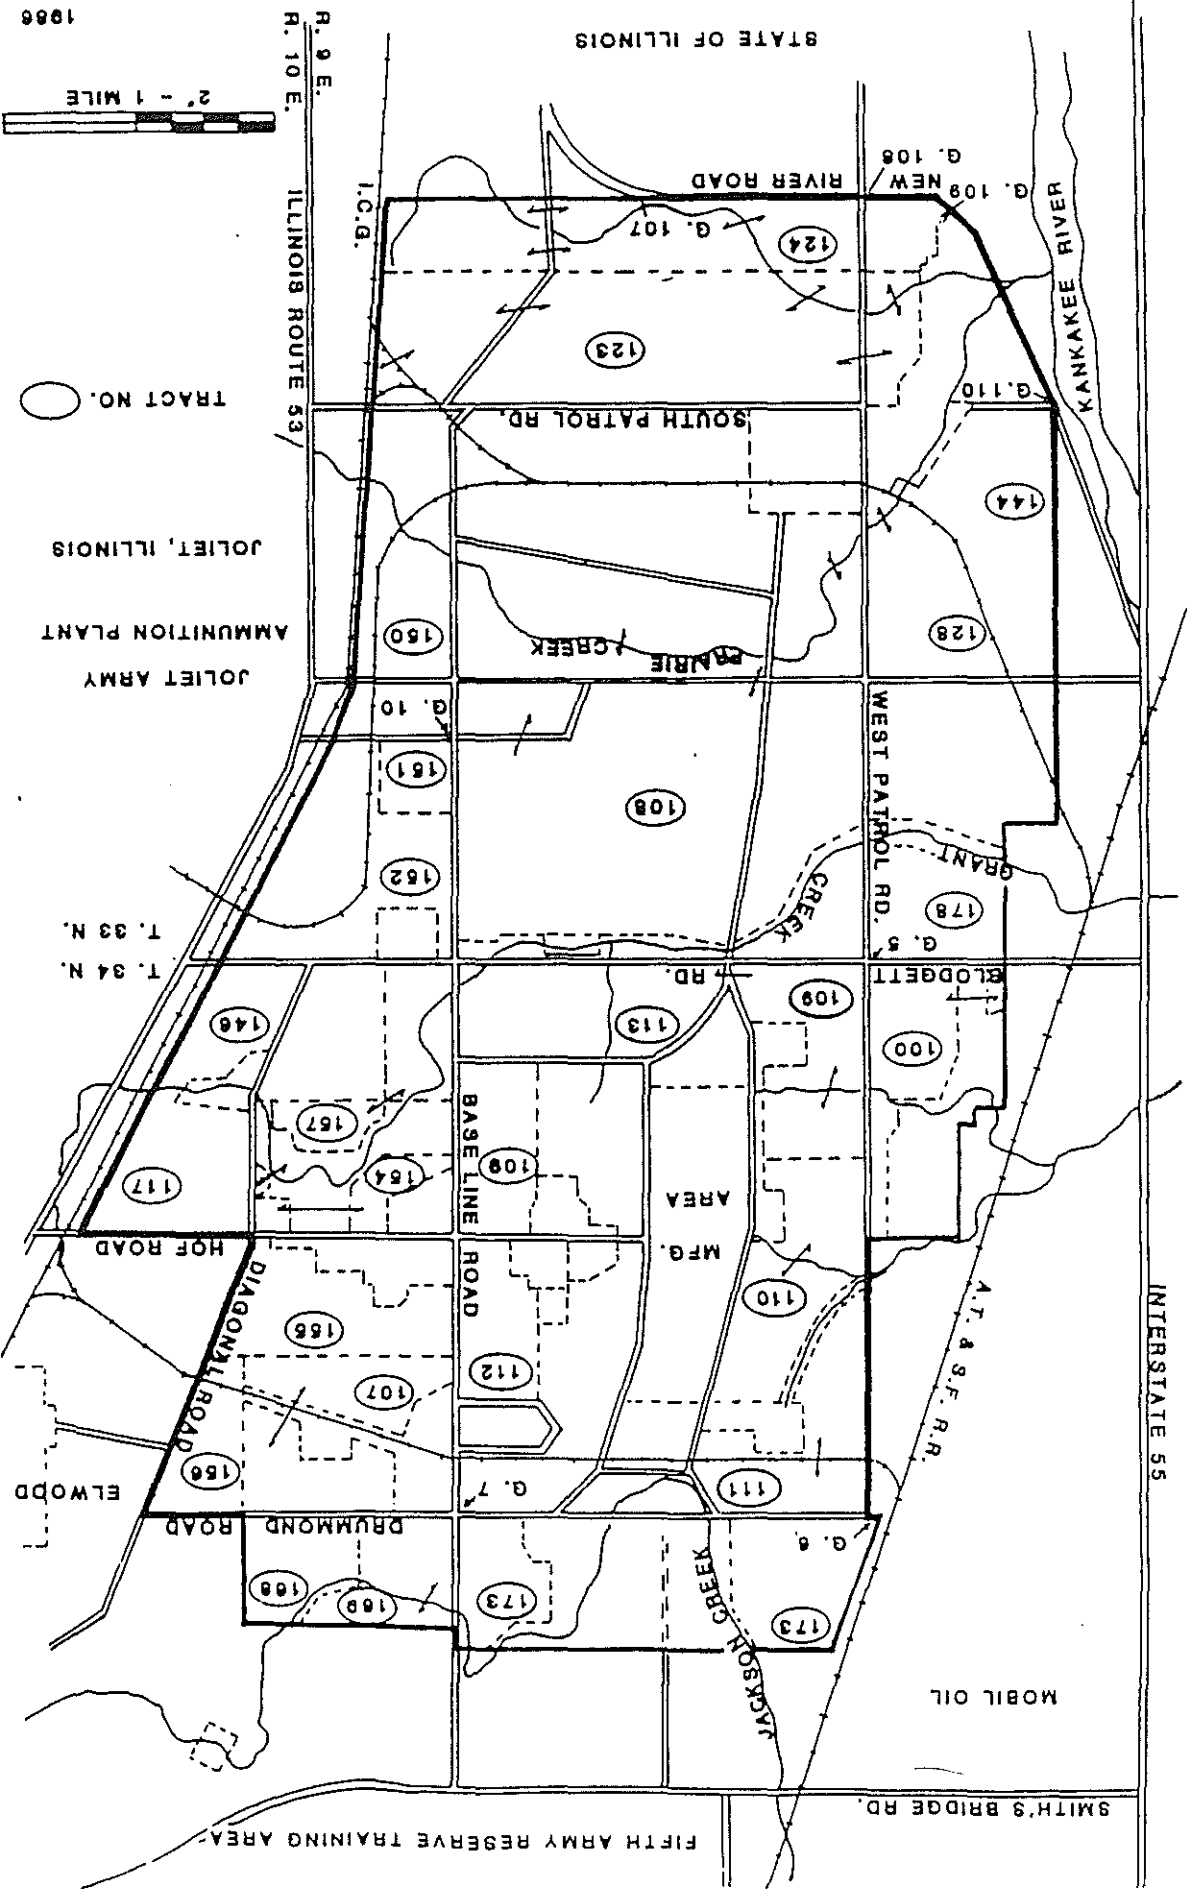 FIFTH ARMY RESERVE TRAINING AREA
SMITH'S BRIDGE RD.
MOBIL OIL
JACKSON CREEK
173
173
169
168
G. 6
DRUMMOND ROAD
G. 7
111
ELWOOD
156
INTERSTATE 55
A.T. & S.F. R.R.
112
107
DIAGONAL ROAD
155
110
MFG.
AREA
BASE LINE ROAD
HOF ROAD
117
154
109
157
100
113
109
146
BLODGETT RD.
G. 5
T. 34 N.
T. 33 N.
178
GRANT CREEK
152
WEST PATROL RD.
108
151
G. 10
JOLIET ARMY
AMMUNITION PLANT
JOLIET, ILLINOIS
PRAIRIE CREEK
128
150
144
SOUTH PATROL RD.
G. 110
TRACT NO.
ILLINOIS ROUTE 53
123
KANKAKEE RIVER
124
G. 107
G. 109
I.C.G.
NEW RIVER ROAD
G. 108
2" - 1 MILE
R. 10 E.
R. 9 E.
STATE OF ILLINOIS